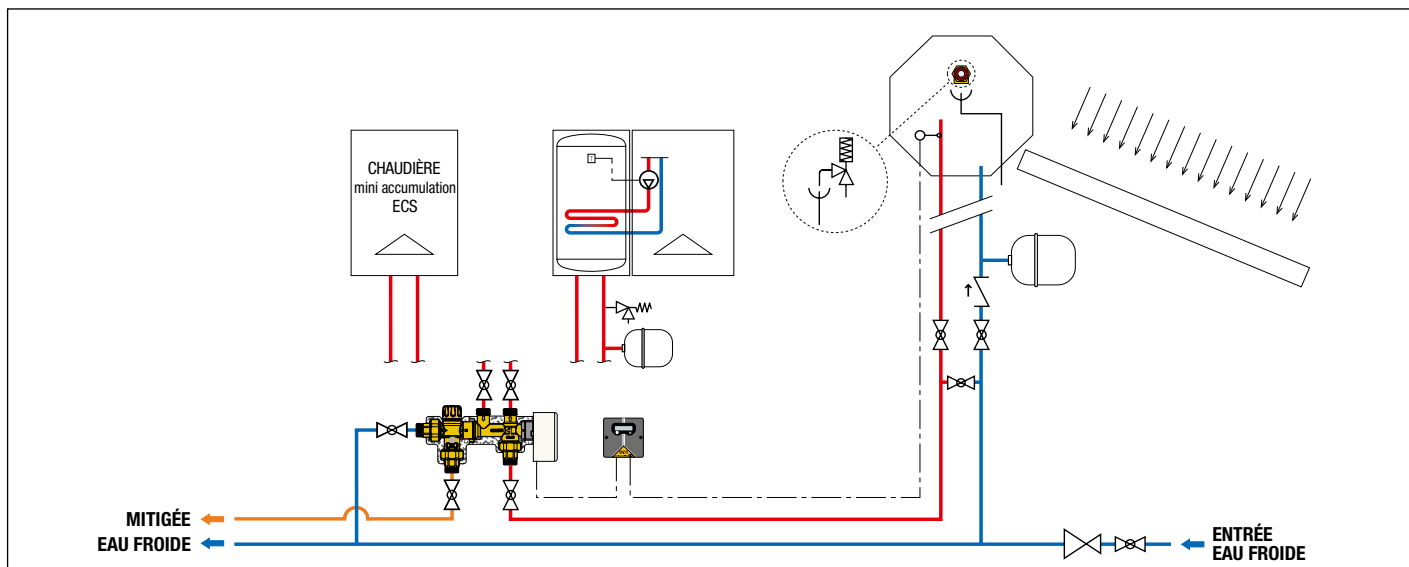 CHAUDIÈRE
mini accumulation
ECS
MITIGÉE
EAU FROIDE
ENTRÉE
EAU FROIDE